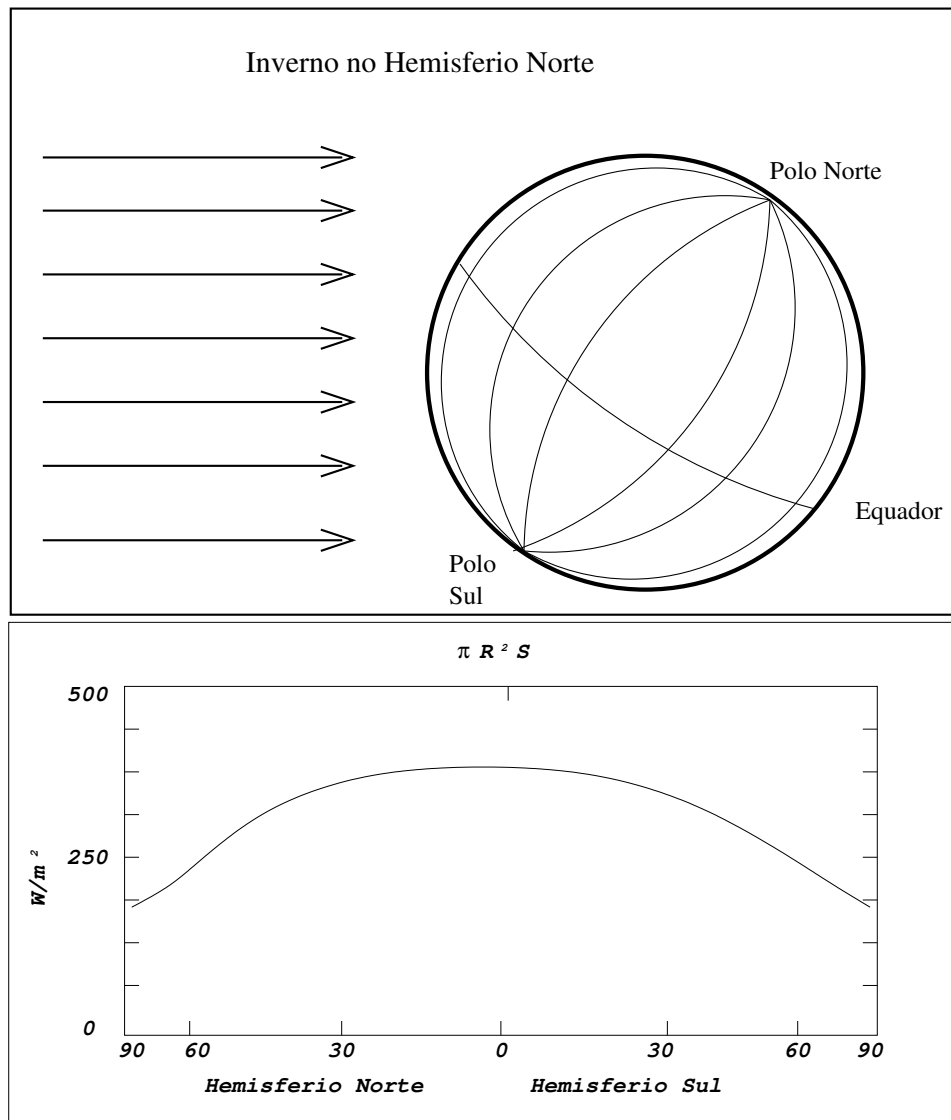 Inverno no Hemisferio Norte
Polo Norte
Equador
Polo
Sul
π R² S
500
250
0
W/m²
90 60 30 0 30 60 90
Hemisferio Norte Hemisferio Sul